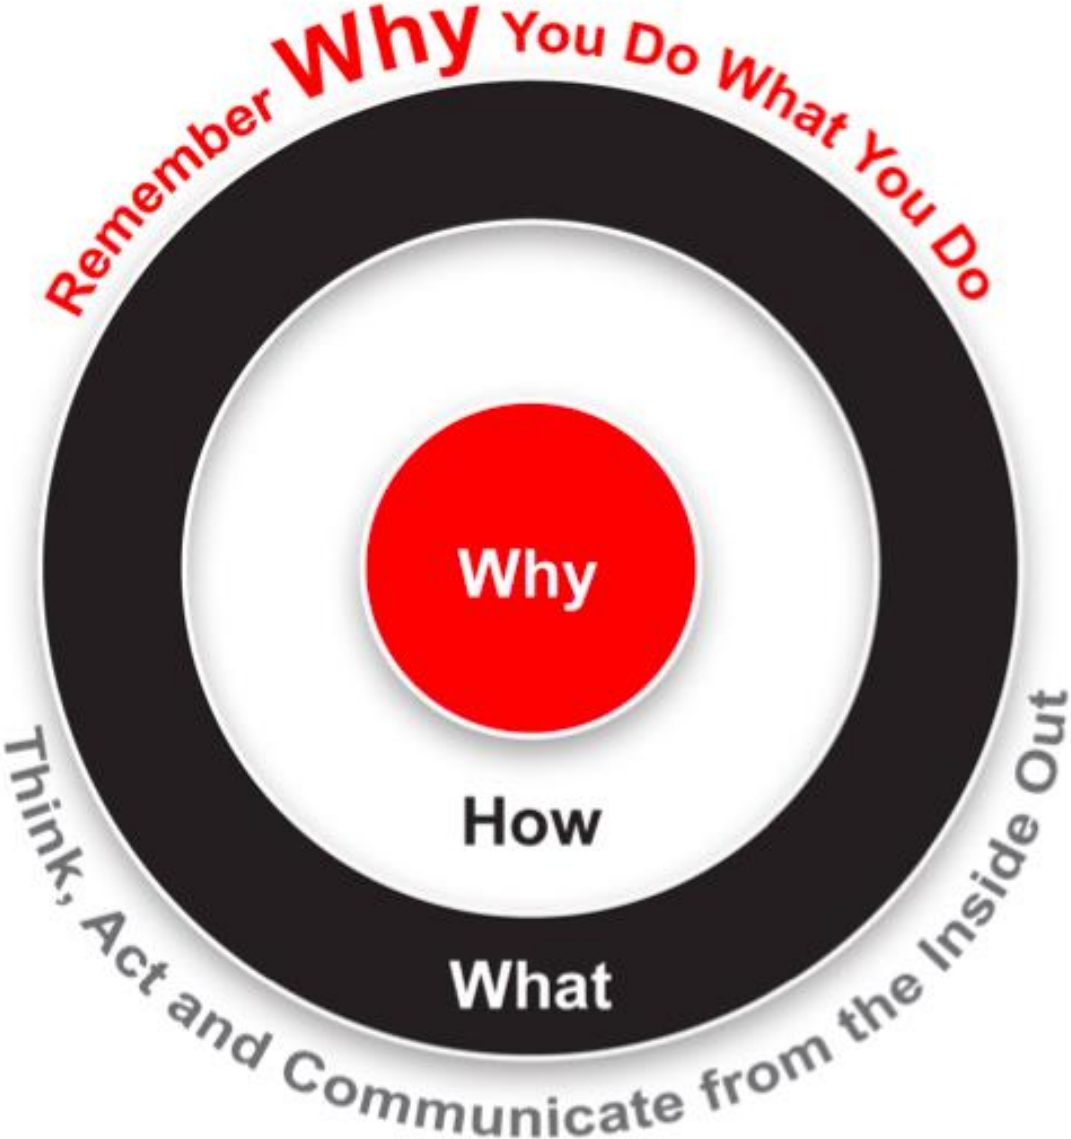 Remember Why You Do What You Do
Why
How
What
Think, Act and Communicate from the Inside Out